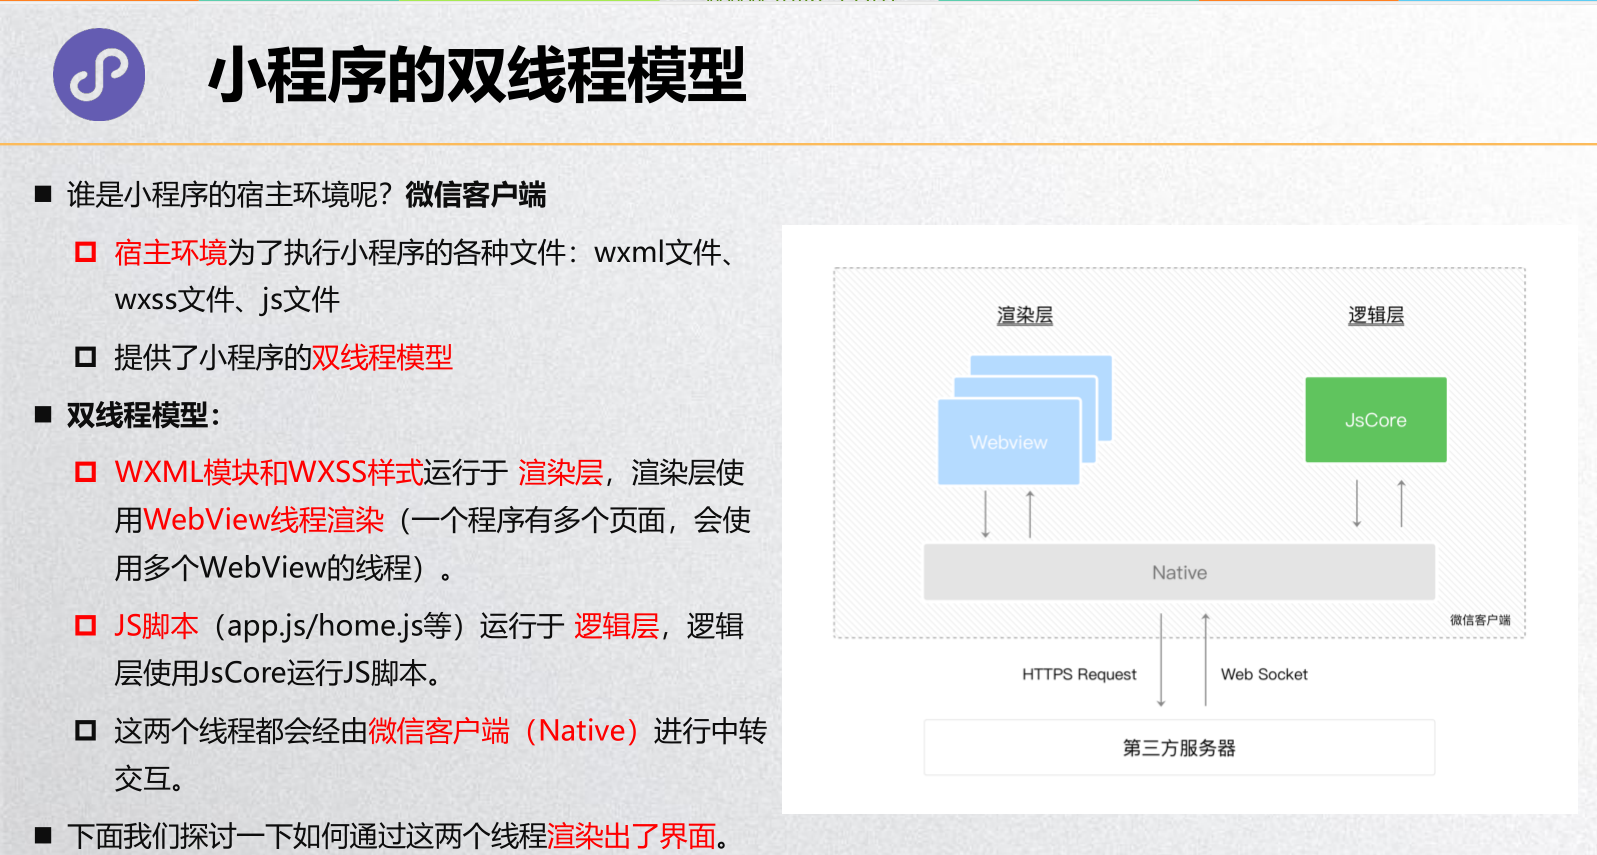 小程序的双线程模型
谁是小程序的宿主环境呢？微信客户端
宿主环境为了执行小程序的各种文件：wxml文件、
wxss文件、js文件
提供了小程序的双线程模型
双线程模型：
WXML模块和WXSS样式运行于 渲染层，渲染层使
用WebView线程渲染（一个程序有多个页面，会使
用多个WebView的线程）。
JS脚本（app.js/home.js等）运行于 逻辑层，逻辑
层使用JsCore运行JS脚本。
这两个线程都会经由微信客户端（Native）进行中转
交互。
下面我们探讨一下如何通过这两个线程渲染出了界面。
渲染层
逻辑层
Webview
JsCore
Native
微信客户端
HTTPS Request
Web Socket
第三方服务器